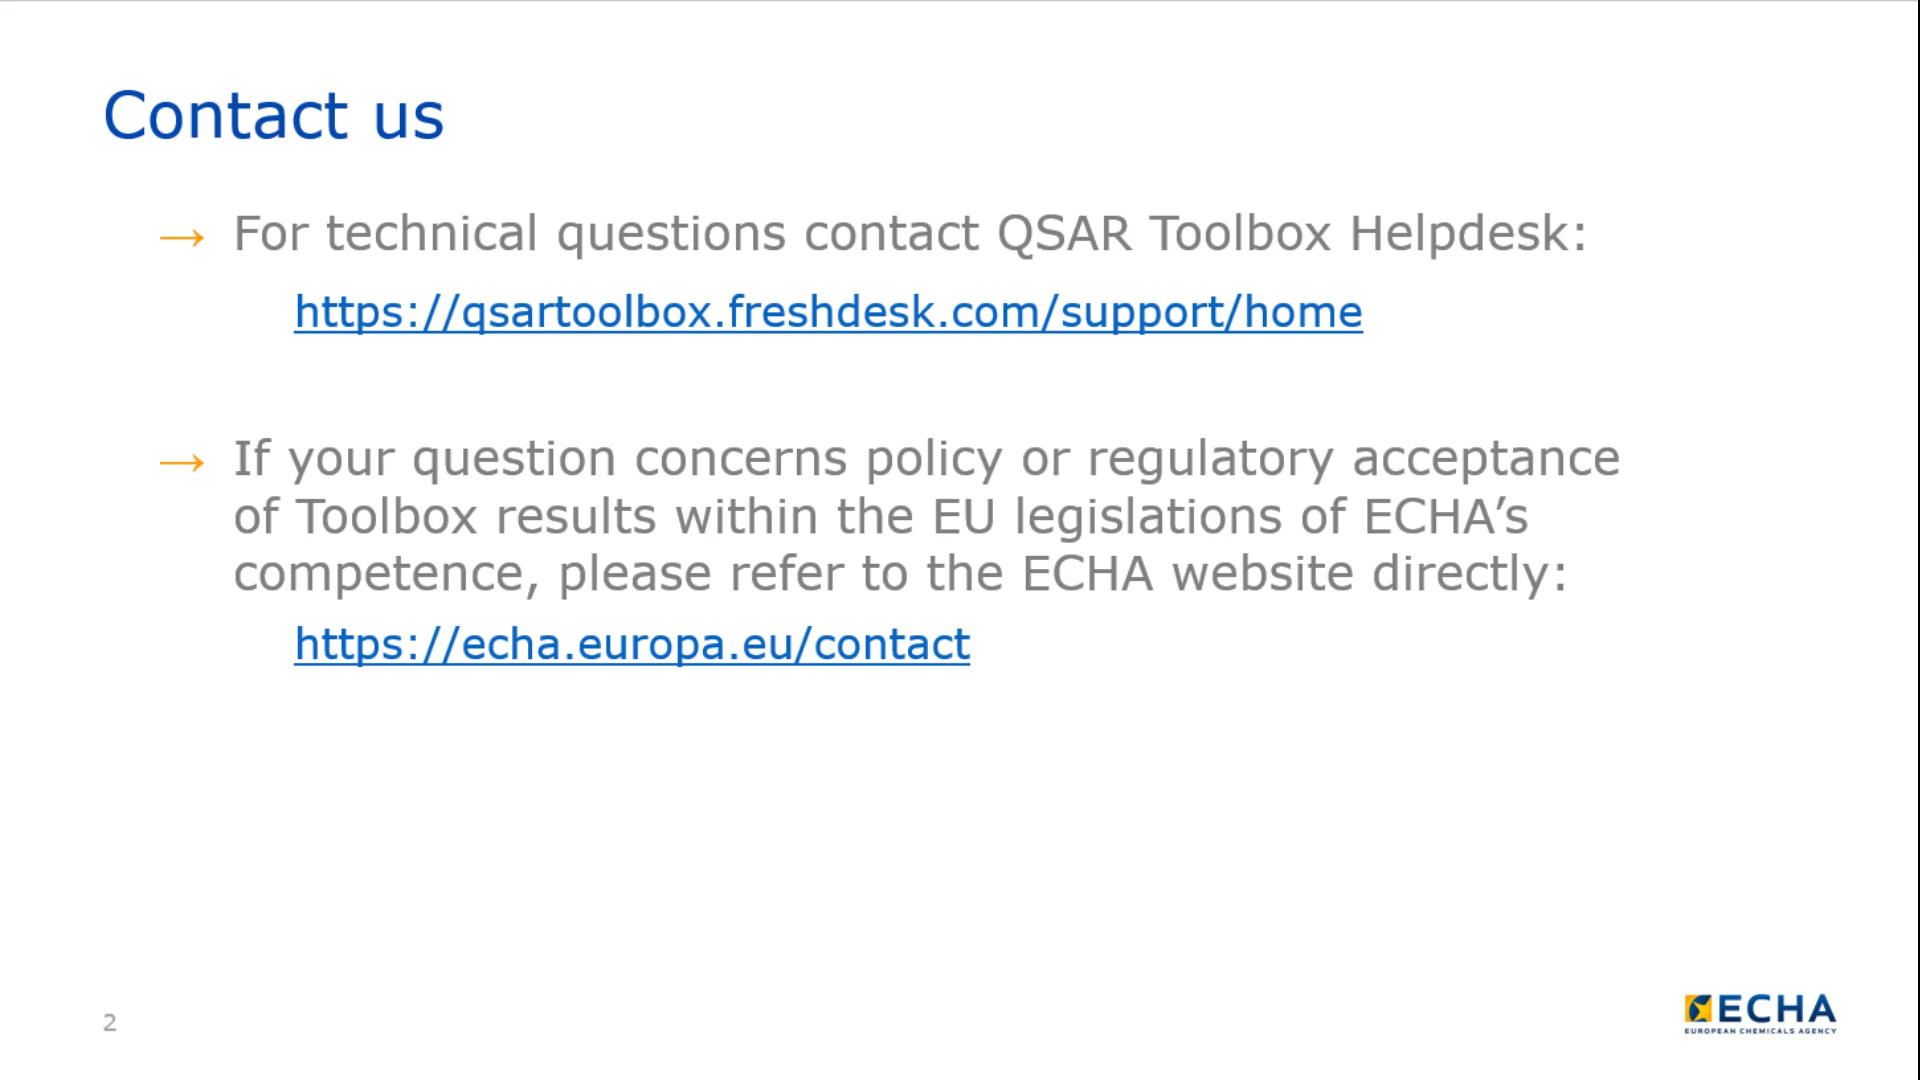 Contact us
→ For technical questions contact QSAR Toolbox Helpdesk:
https://qsartoolbox.freshdesk.com/support/home
→ If your question concerns policy or regulatory acceptance
of Toolbox results within the EU legislations of ECHA’s
competence, please refer to the ECHA website directly:
https://echa.europa.eu/contact
2
ECHA
EUROPEAN CHEMICALS AGENCY